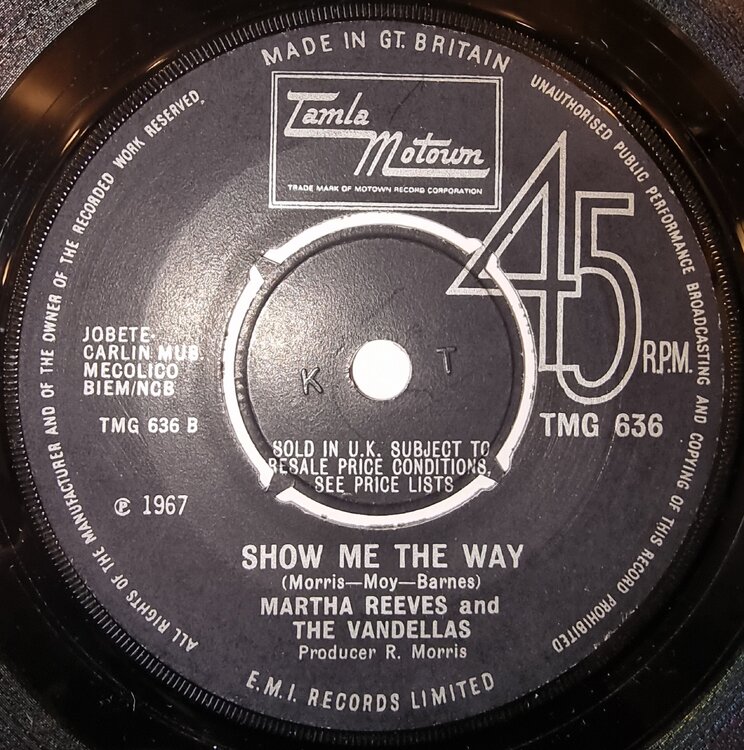 MADE IN GT. BRITAIN
UNAUTHORISED PUBLIC PERFORMANCE BROADCASTING AND COPYING OF THIS RECORD PROHIBITED
ALL RIGHTS OF THE MANUFACTURER AND OF THE OWNER OF THE RECORDED WORK RESERVED
Tamla
Motown
TRADE MARK OF MOTOWN RECORD CORPORATION
45
R.P.M.
JOBETE-
CARLIN MUS.
MECOLICO
BIEM/NCB
K T
TMG 636 B
TMG 636
SOLD IN U.K. SUBJECT TO
RESALE PRICE CONDITIONS,
SEE PRICE LISTS
℗ 1967
SHOW ME THE WAY
(Morris—Moy—Barnes)
MARTHA REEVES and
THE VANDELLAS
Producer R. Morris
E.M.I. RECORDS LIMITED